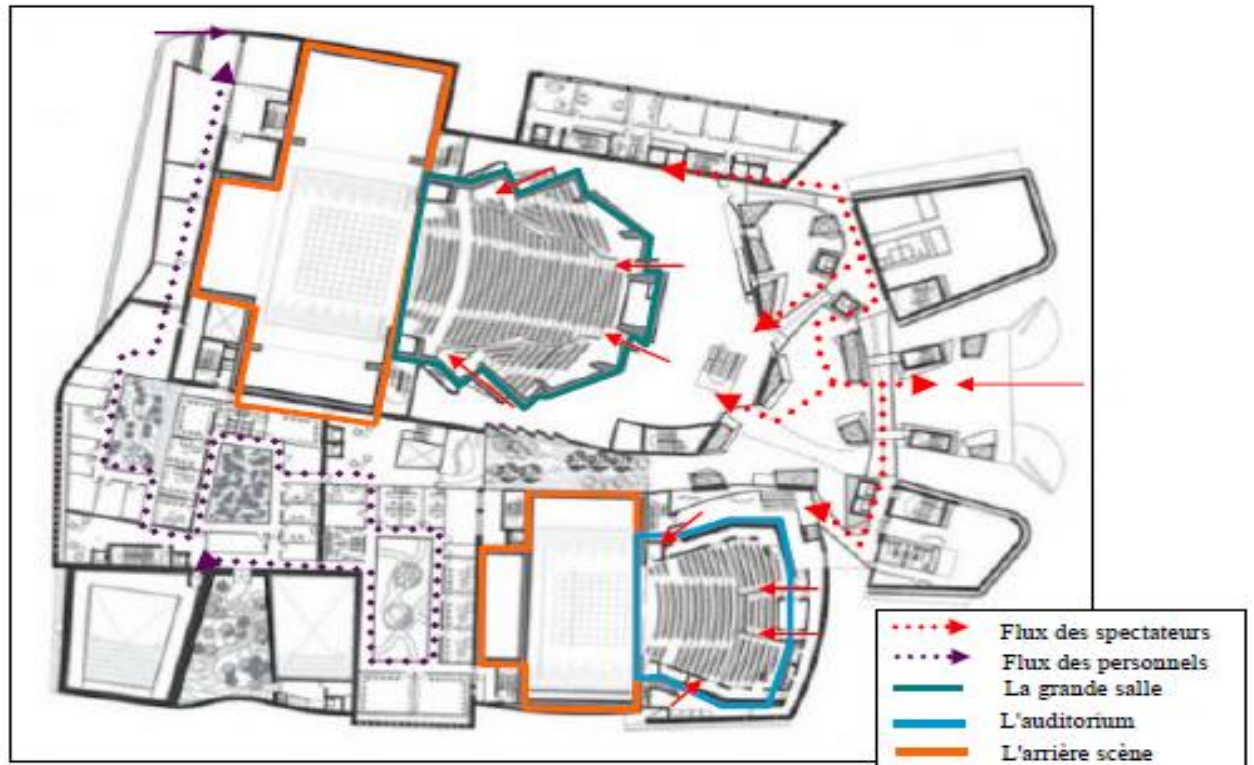 Flux des spectateurs
Flux des personnels
La grande salle
L'auditorium
L'arrière scène